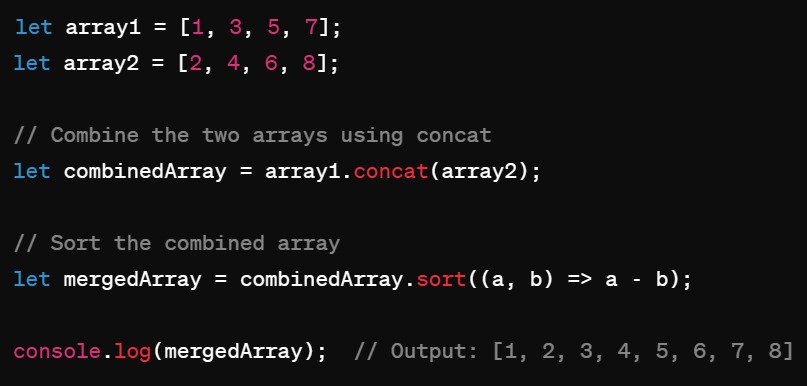 let array1 = [1, 3, 5, 7];
let array2 = [2, 4, 6, 8];
// Combine the two arrays using concat
let combinedArray = array1.concat(array2);
// Sort the combined array
let mergedArray = combinedArray.sort((a, b) => a - b);
console.log(mergedArray);  // Output: [1, 2, 3, 4, 5, 6, 7, 8]